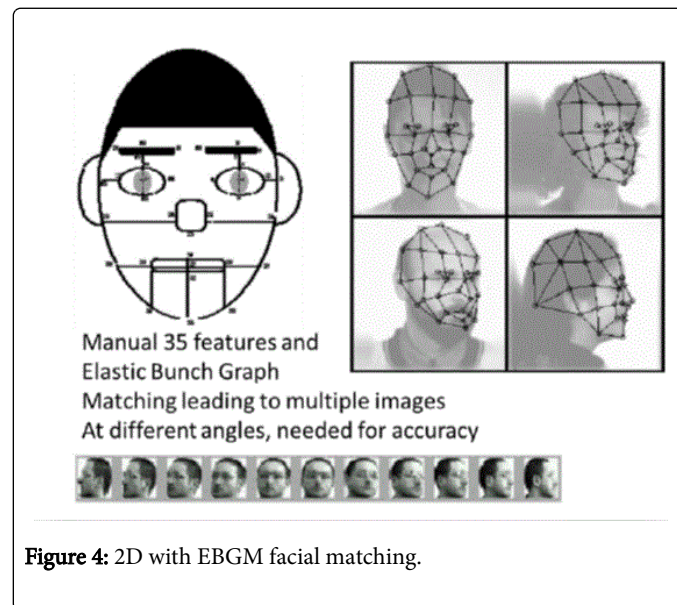 Manual 35 features and
Elastic Bunch Graph
Matching leading to multiple images
At different angles, needed for accuracy
Figure 4: 2D with EBGM facial matching.